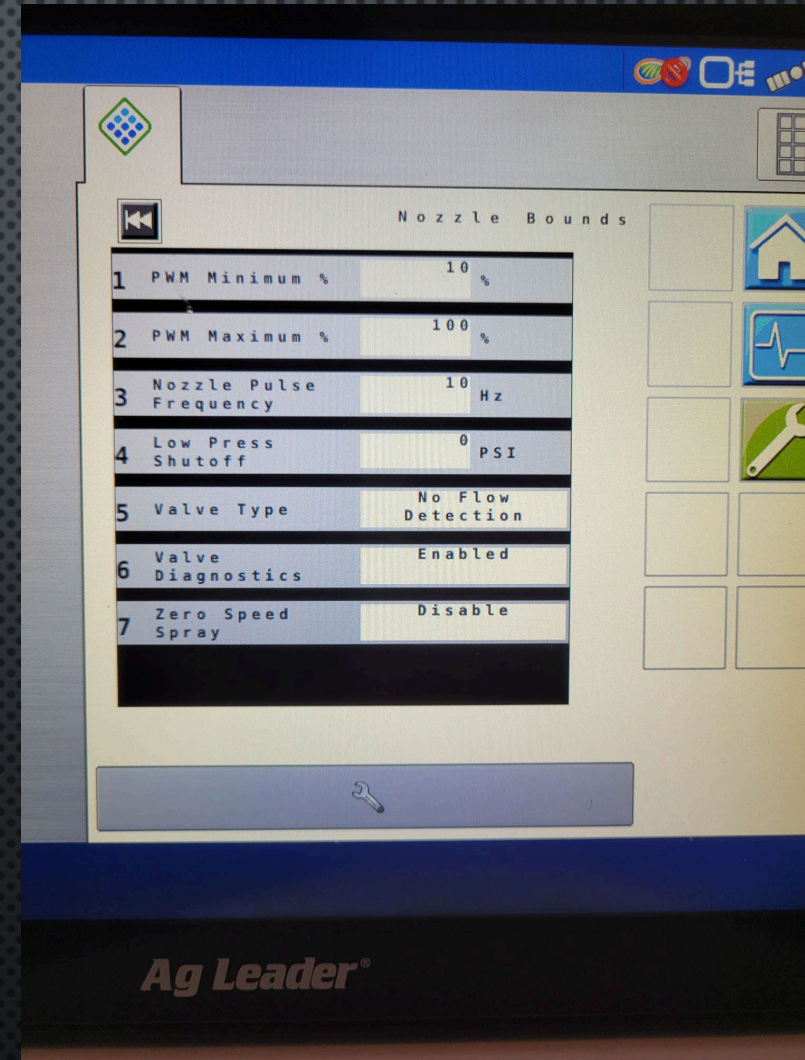 Nozzle Bounds
1 PWM Minimum % 10 %
2 PWM Maximum % 100 %
3 Nozzle Pulse Frequency 10 Hz
4 Low Press Shutoff 0 PSI
5 Valve Type No Flow Detection
6 Valve Diagnostics Enabled
7 Zero Speed Spray Disable
Ag Leader®